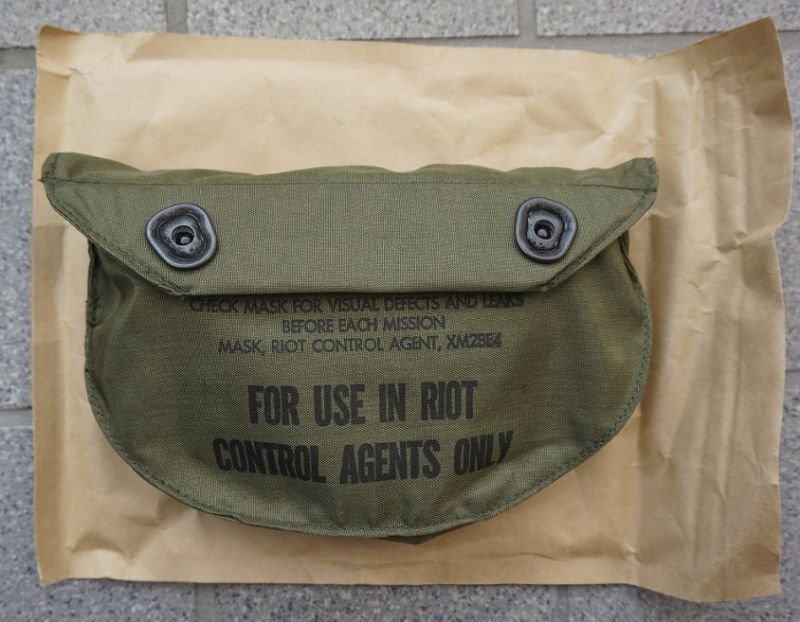 CHECK MASK FOR VISUAL DEFECTS AND LEAKS
BEFORE EACH MISSION
MASK, RIOT CONTROL AGENT, XM28E4
FOR USE IN RIOT
CONTROL AGENTS ONLY